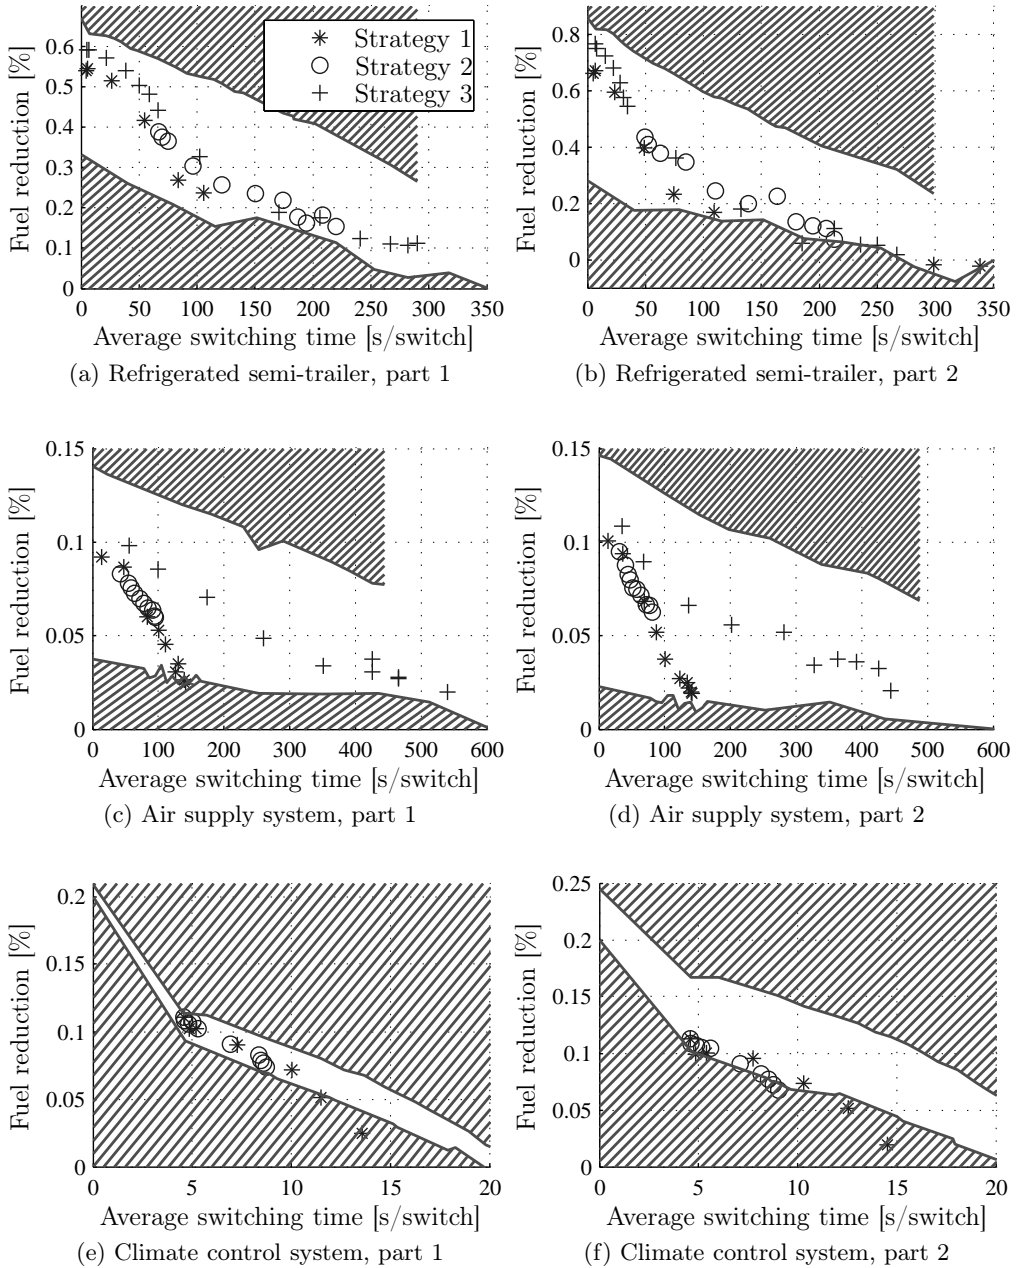 Fuel reduction [%]
0.6
0.5
0.4
0.3
0.2
0.1
0
Strategy 1
Strategy 2
Strategy 3
0 50 100 150 200 250 300 350
Average switching time [s/switch]
(a) Refrigerated semi-trailer, part 1
Fuel reduction [%]
0.8
0.6
0.4
0.2
0
0 50 100 150 200 250 300 350
Average switching time [s/switch]
(b) Refrigerated semi-trailer, part 2
Fuel reduction [%]
0.15
0.1
0.05
0
0 100 200 300 400 500 600
Average switching time [s/switch]
(c) Air supply system, part 1
Fuel reduction [%]
0.15
0.1
0.05
0
0 100 200 300 400 500 600
Average switching time [s/switch]
(d) Air supply system, part 2
Fuel reduction [%]
0.2
0.15
0.1
0.05
0
0 5 10 15 20
Average switching time [s/switch]
(e) Climate control system, part 1
Fuel reduction [%]
0.25
0.2
0.15
0.1
0.05
0
0 5 10 15 20
Average switching time [s/switch]
(f) Climate control system, part 2